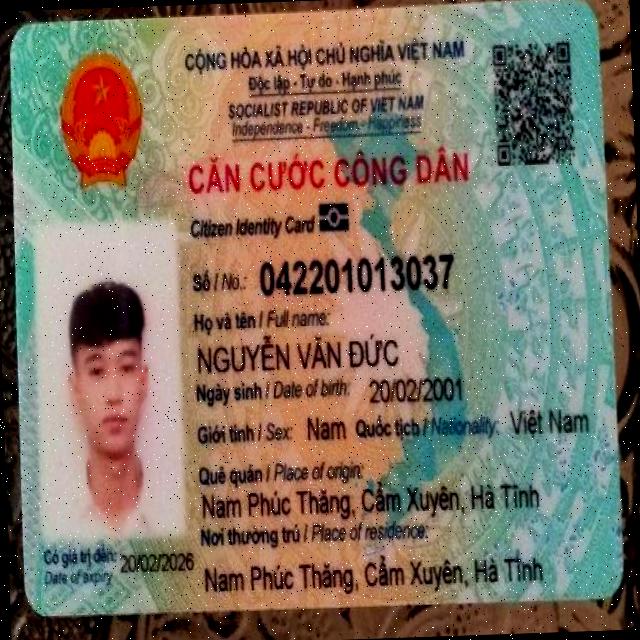 CỘNG HÒA XÃ HỘI CHỦ NGHĨA VIỆT NAM
Độc lập - Tự do - Hạnh phúc
SOCIALIST REPUBLIC OF VIET NAM
Independence - Freedom - Happiness
CĂN CƯỚC CÔNG DÂN
Citizen Identity Card
Số / No.: 042201013037
Họ và tên / Full name:
NGUYỄN VĂN ĐỨC
Ngày sinh / Date of birth: 20/02/2001
Giới tính / Sex: Nam Quốc tịch / Nationality: Việt Nam
Quê quán / Place of origin:
Nam Phúc Thăng, Cẩm Xuyên, Hà Tĩnh
Nơi thường trú / Place of residence:
Nam Phúc Thăng, Cẩm Xuyên, Hà Tĩnh
Có giá trị đến: 20/02/2026
Date of expiry